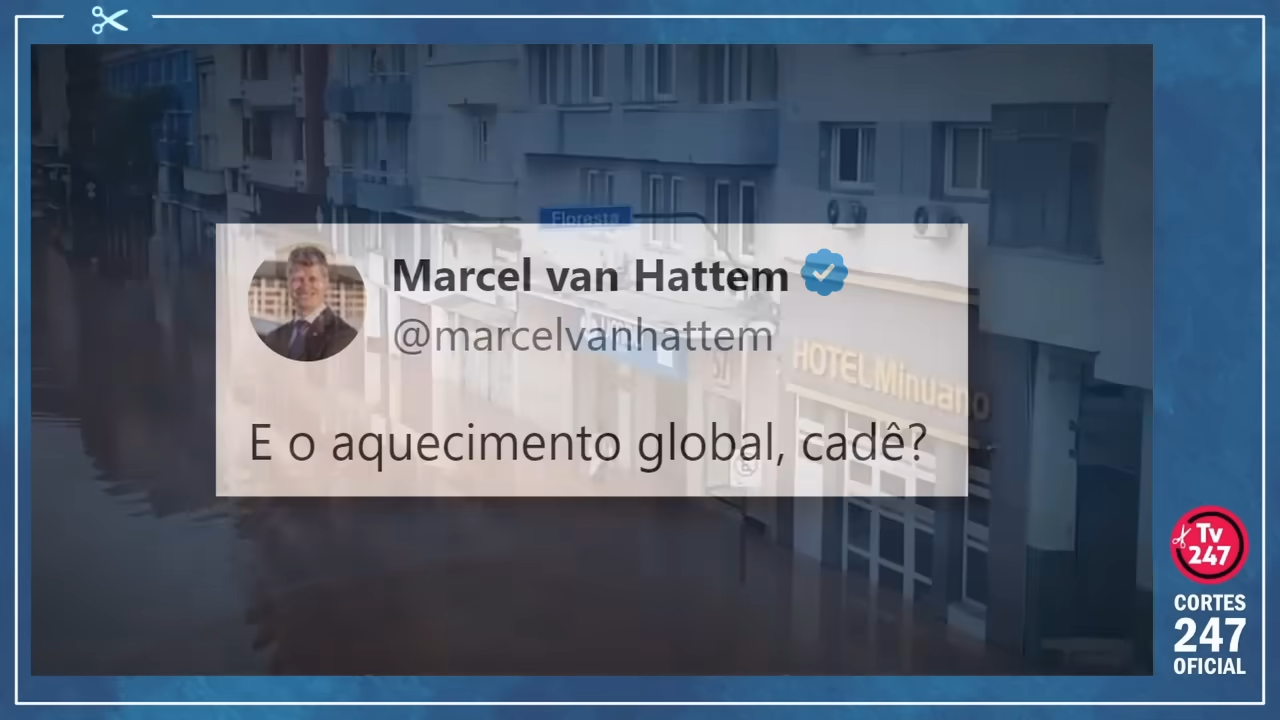 Floresta
Marcel van Hattem
@marcelvanhattem
HOTEL Minuano
E o aquecimento global, cadê?
Tv
247
CORTES
247
OFICIAL